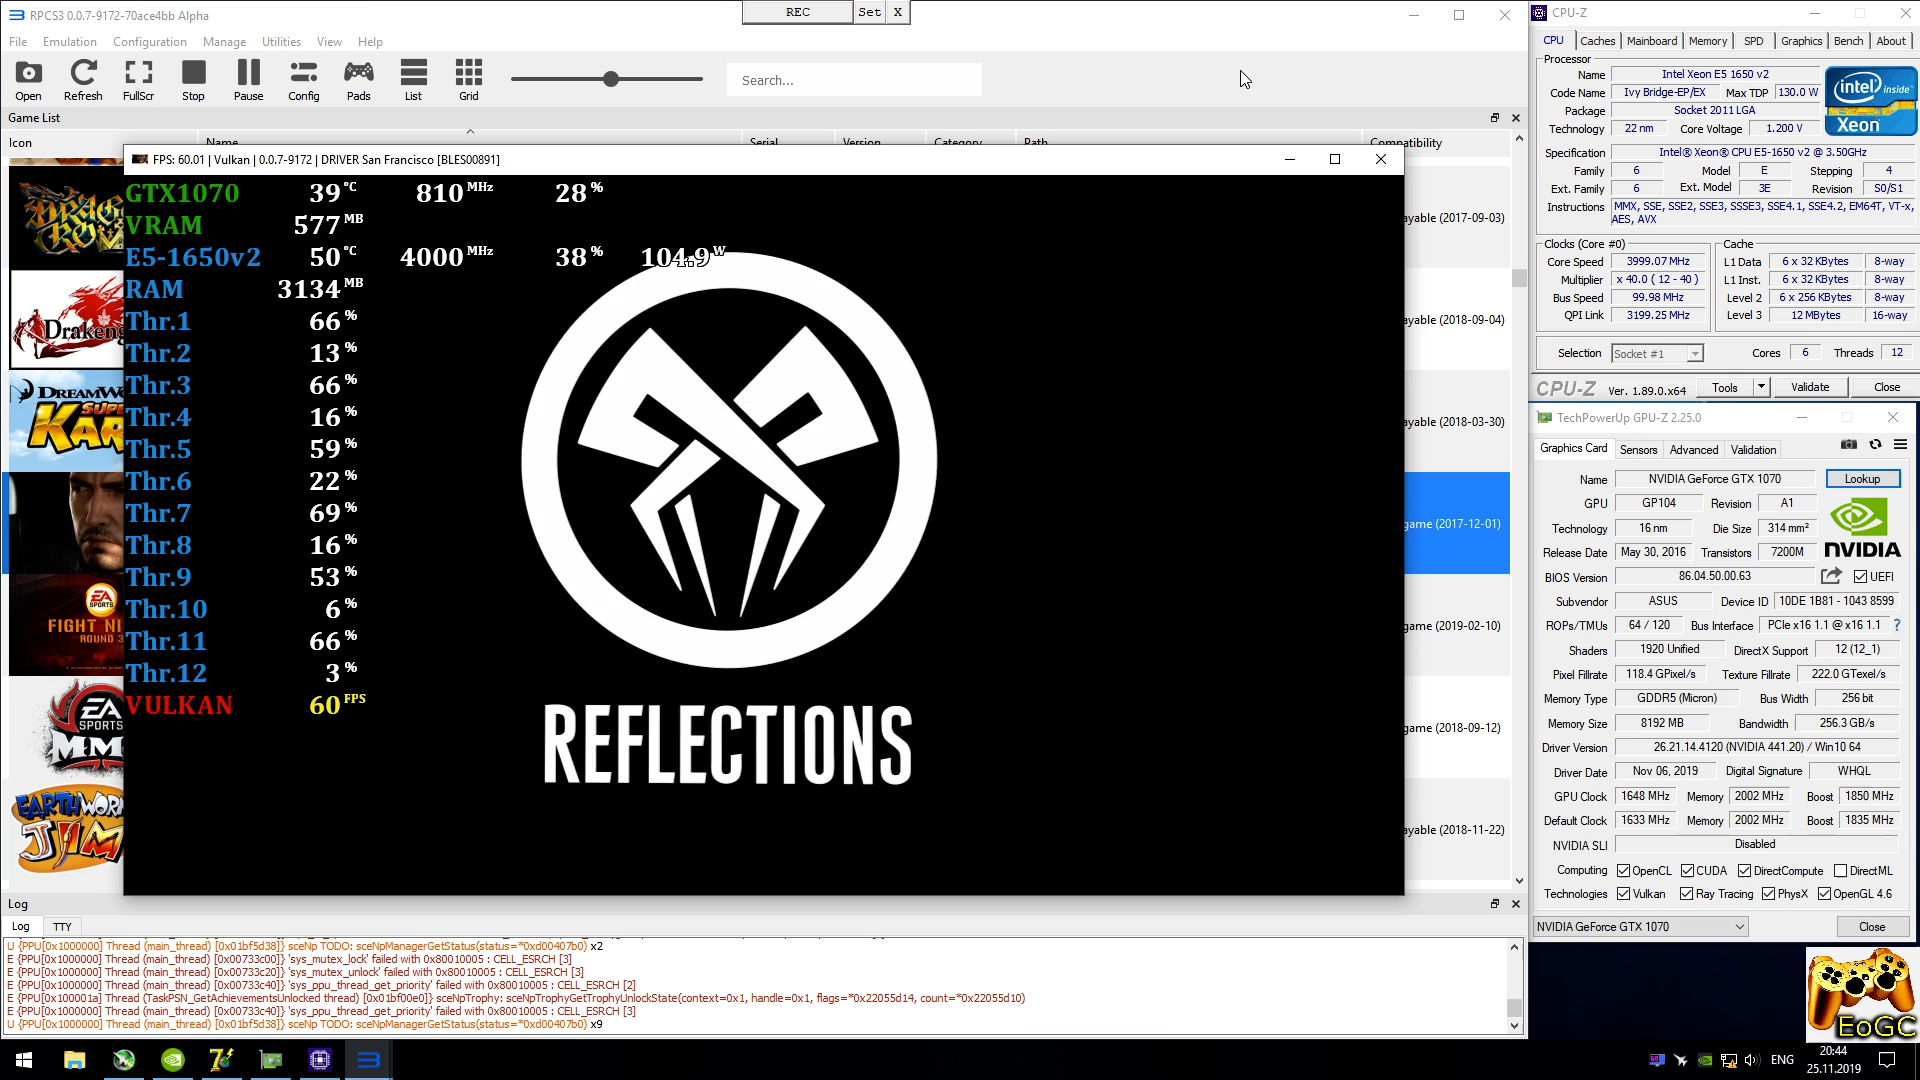 RPCS3 0.0.7-9172-70ace4bb Alpha
REC Set X
File Emulation Configuration Manage Utilities View Help
Open Refresh FullScr Stop Pause Config Pads List Grid
Search...
Game List
Icon Name Serial Version Category Path Compatibility
FPS: 60.01 | Vulkan | 0.0.7-9172 | DRIVER San Francisco [BLES00891]
GTX1070 39 °C 810 MHz 28 %
VRAM 577 MB
E5-1650v2 50 °C 4000 MHz 38 % 104.9 W
RAM 3134 MB
Thr.1 66 %
Thr.2 13 %
Thr.3 66 %
Thr.4 16 %
Thr.5 59 %
Thr.6 22 %
Thr.7 69 %
Thr.8 16 %
Thr.9 53 %
Thr.10 6 %
Thr.11 66 %
Thr.12 3 %
VULKAN 60 FPS
REFLECTIONS
DREAMWO
SUP
KAR
EA SPORTS
FIGHT NI
ROUND 3
EA
SPORTS
MM
EARTHWOR
JIM
ayable (2017-09-03)
ayable (2018-09-04)
ayable (2018-03-30)
game (2017-12-01)
game (2019-02-10)
game (2018-09-12)
ayable (2018-11-22)
Log
Log TTY
U {PPU[0x1000000] Thread (main_thread) [0x01bf5d38]} sceNp TODO: sceNpManagerGetStatus(status=*0xd00407b0) x2
E {PPU[0x1000000] Thread (main_thread) [0x00733c00]} 'sys_mutex_lock' failed with 0x80010005 : CELL_ESRCH [3]
E {PPU[0x1000000] Thread (main_thread) [0x00733c20]} 'sys_mutex_unlock' failed with 0x80010005 : CELL_ESRCH [3]
E {PPU[0x1000000] Thread (main_thread) [0x00733c40]} 'sys_ppu_thread_get_priority' failed with 0x80010005 : CELL_ESRCH [2]
E {PPU[0x100001a] Thread (TaskPSN_GetAchievementsUnlocked thread) [0x01bf00e0]} sceNpTrophy: sceNpTrophyGetTrophyUnlockState(context=0x1, handle=0x1, flags=*0x22055d14, count=*0x22055d10)
E {PPU[0x1000000] Thread (main_thread) [0x00733c40]} 'sys_ppu_thread_get_priority' failed with 0x80010005 : CELL_ESRCH [3]
U {PPU[0x1000000] Thread (main_thread) [0x01bf5d38]} sceNp TODO: sceNpManagerGetStatus(status=*0xd00407b0) x9
CPU-Z
CPU Caches Mainboard Memory SPD Graphics Bench About
Processor
Name Intel Xeon E5 1650 v2
Code Name Ivy Bridge-EP/EX Max TDP 130.0 W
Package Socket 2011 LGA
Technology 22 nm Core Voltage 1.200 V
intel inside
Xeon
Specification Intel® Xeon® CPU E5-1650 v2 @ 3.50GHz
Family 6 Model E Stepping 4
Ext. Family 6 Ext. Model 3E Revision S0/S1
Instructions MMX, SSE, SSE2, SSE3, SSSE3, SSE4.1, SSE4.2, EM64T, VT-x,
AES, AVX
Clocks (Core #0) Cache
Core Speed 3999.07 MHz L1 Data 6 x 32 KBytes 8-way
Multiplier x 40.0 ( 12 - 40 ) L1 Inst. 6 x 32 KBytes 8-way
Bus Speed 99.98 MHz Level 2 6 x 256 KBytes 8-way
QPI Link 3199.25 MHz Level 3 12 MBytes 16-way
Selection Socket #1 Cores 6 Threads 12
CPU-Z Ver. 1.89.0.x64 Tools Validate Close
TechPowerUp GPU-Z 2.25.0
Graphics Card Sensors Advanced Validation
Name NVIDIA GeForce GTX 1070 Lookup
GPU GP104 Revision A1
Technology 16 nm Die Size 314 mm²
Release Date May 30, 2016 Transistors 7200M
NVIDIA
BIOS Version 86.04.50.00.63 UEFI
Subvendor ASUS Device ID 10DE 1B81 - 1043 8599
ROPs/TMUs 64 / 120 Bus Interface PCIe x16 1.1 @ x16 1.1 ?
Shaders 1920 Unified DirectX Support 12 (12_1)
Pixel Fillrate 118.4 GPixel/s Texture Fillrate 222.0 GTexel/s
Memory Type GDDR5 (Micron) Bus Width 256 bit
Memory Size 8192 MB Bandwidth 256.3 GB/s
Driver Version 26.21.14.4120 (NVIDIA 441.20) / Win10 64
Driver Date Nov 06, 2019 Digital Signature WHQL
GPU Clock 1648 MHz Memory 2002 MHz Boost 1850 MHz
Default Clock 1633 MHz Memory 2002 MHz Boost 1835 MHz
NVIDIA SLI Disabled
Computing OpenCL CUDA DirectCompute DirectML
Technologies Vulkan Ray Tracing PhysX OpenGL 4.6
NVIDIA GeForce GTX 1070 Close
EoGC
ENG 20:44
25.11.2019